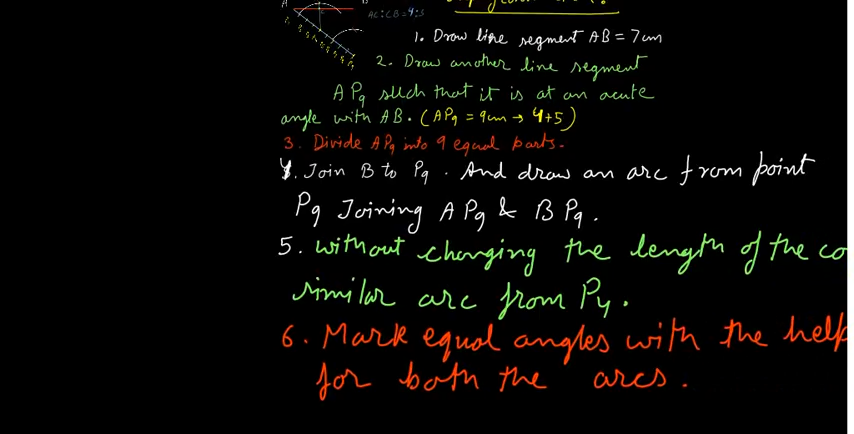 A
AC:CB=4:5
1. Draw line segment AB = 7cm
2. Draw another line segment
AP9 such that it is at an acute
angle with AB. (AP9 = 9cm → 4+5)
3. Divide AP9 into 9 equal parts.
4. Join B to P9. And draw an arc from point
P9 Joining AP9 & BP9.
5. without changing the length of the co
similar arc from P4.
6. Mark equal angles with the help
for both the arcs.